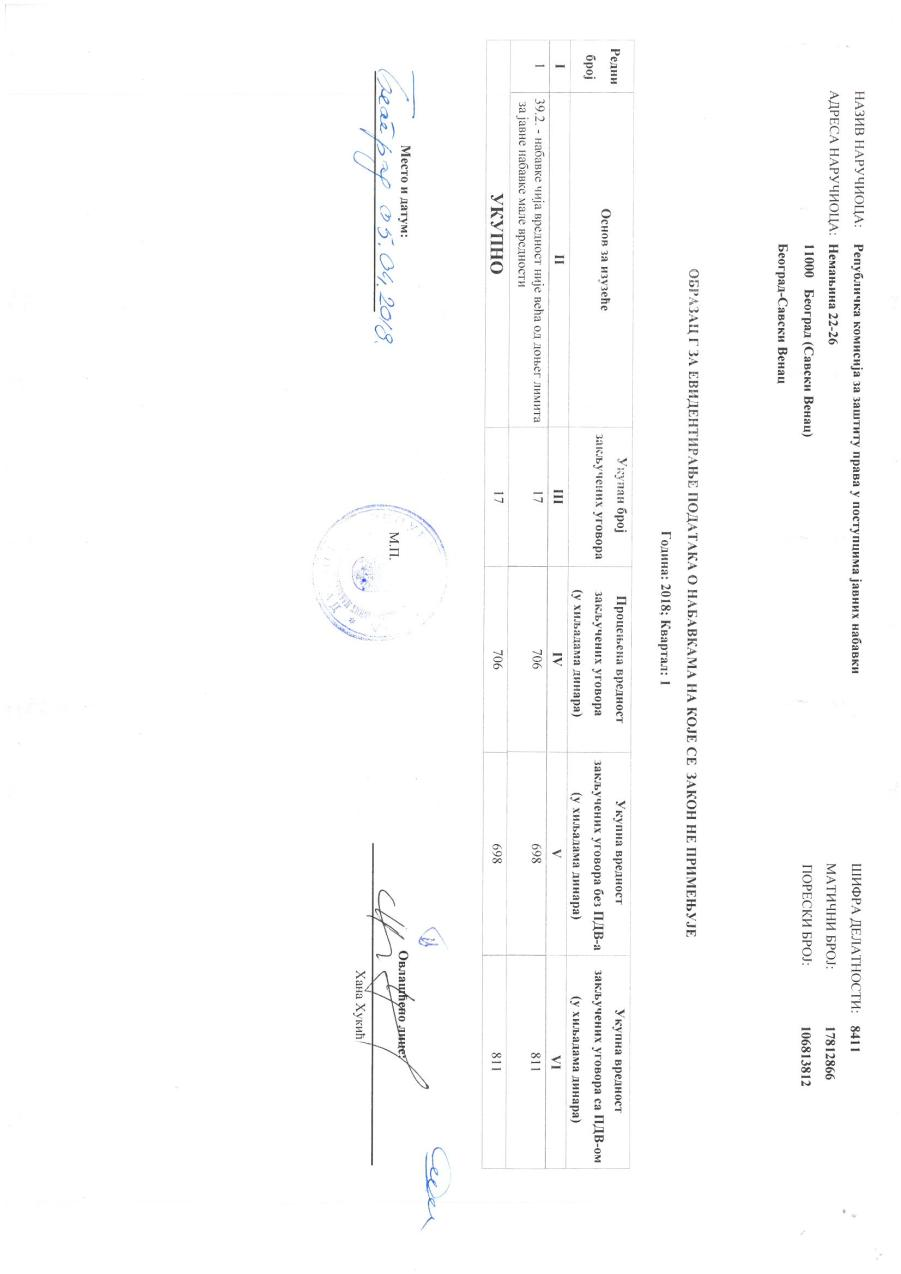 НАЗИВ НАРУЧИОЦА: Републичка комисија за заштиту права у поступцима јавних набавки
АДРЕСА НАРУЧИОЦА: Немањина 22-26
11000 Београд (Савски Венац)
Београд-Савски Венац
ШИФРА ДЕЛАТНОСТИ: 8411
МАТИЧНИ БРОЈ: 17812866
ПОРЕСКИ БРОЈ: 106813812
ОБРАЗАЦ Г ЗА ЕВИДЕНТИРАЊЕ ПОДАТАКА О НАБАВКАМА НА КОЈЕ СЕ ЗАКОН НЕ ПРИМЕЊУЈЕ
Година: 2018; Квартал: 1
Редни
број
Основ за изузеће
Укупан број
закључених уговора
Процењена вредност
закључених уговора
(у хиљадама динара)
Укупна вредност
закључених уговора без ПДВ-а
(у хиљадама динара)
Укупна вредност
закључених уговора са ПДВ-ом
(у хиљадама динара)
I II III IV V VI
1 39.2. - набавке чија вредност није већа од доњег лимита
за јавне набавке мале вредности
17 706 698 811
УКУПНО 17 706 698 811
Место и датум:
Београд 05.04.2018.
М.П.
Овлашћено лице:
Хана Хукић